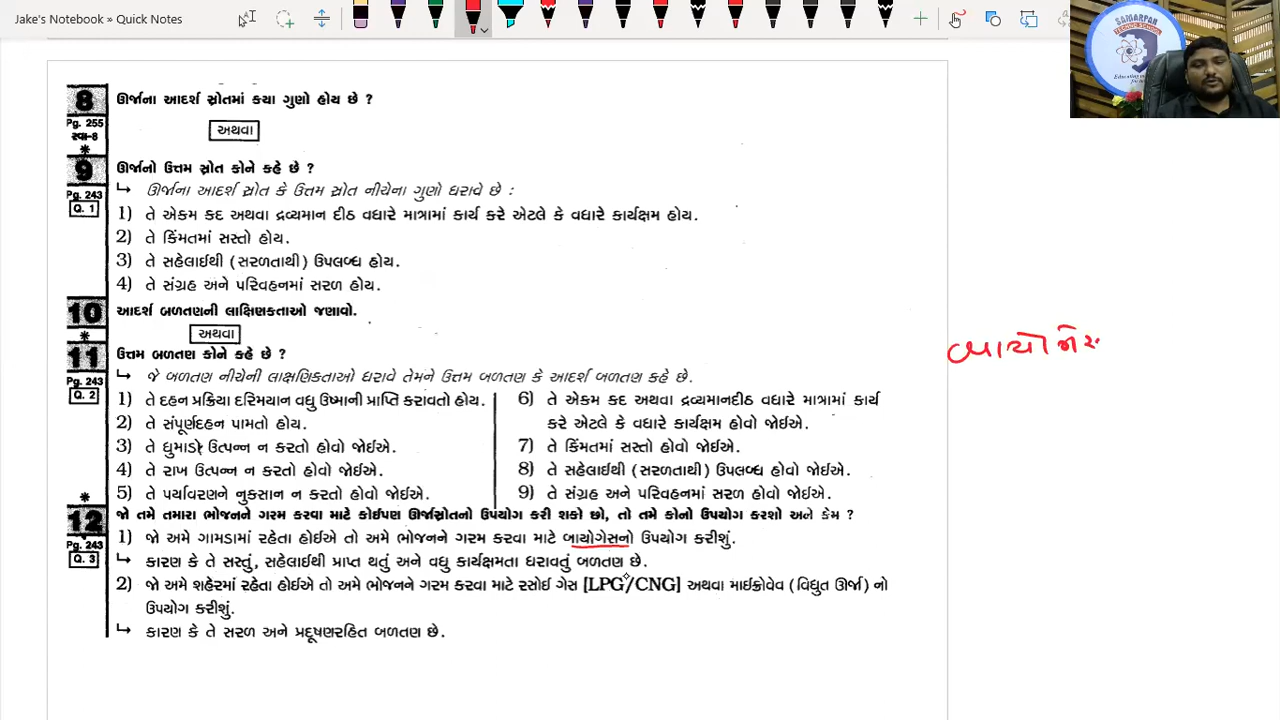 Jake's Notebook » Quick Notes
SAMARPAN
TECHNO SCHOOL
8 ઊર્જાના આદર્શ સ્રોતમાં કયા ગુણો હોય છે ?
Pg. 255
સ્વા-8
અથવા
*
9 ઊર્જાનો ઉત્તમ સ્રોત કોને કહે છે ?
Pg. 243
Q. 1
↳ ઊર્જાના આદર્શ સ્રોત કે ઉત્તમ સ્રોત નીચેના ગુણો ધરાવે છે :
1) તે એકમ કદ અથવા દ્રવ્યમાન દીઠ વધારે માત્રામાં કાર્ય કરે એટલે કે વધારે કાર્યક્ષમ હોય.
2) તે કિંમતમાં સસ્તો હોય.
3) તે સહેલાઈથી (સરળતાથી) ઉપલબ્ધ હોય.
4) તે સંગ્રહ અને પરિવહનમાં સરળ હોય.
10 આદર્શ બળતણની લાક્ષિણકતાઓ જણાવો.
*
અથવા
11 ઉત્તમ બળતણ કોને કહે છે ?
Pg. 243
Q. 2
↳ જે બળતણ નીચેની લાક્ષણિકતાઓ ધરાવે તેમને ઉત્તમ બળતણ કે આદર્શ બળતણ કહે છે.
1) તે દહન પ્રક્રિયા દરિમયાન વધુ ઉષ્માની પ્રાપ્તિ કરાવતો હોય.
2) તે સંપૂર્ણદહન પામતો હોય.
3) તે ધુમાડો ઉત્પન્ન ન કરતો હોવો જોઈએ.
4) તે રાખ ઉત્પન્ન ન કરતો હોવો જોઈએ.
5) તે પર્યાવરણને નુકસાન ન કરતો હોવો જોઈએ.
6) તે એકમ કદ અથવા દ્રવ્યમાનદીઠ વધારે માત્રામાં કાર્ય
કરે એટલે કે વધારે કાર્યક્ષમ હોવો જોઈએ.
7) તે કિંમતમાં સસ્તો હોવો જોઈએ.
8) તે સહેલાઈથી (સરળતાથી) ઉપલબ્ધ હોવો જોઈએ.
9) તે સંગ્રહ અને પરિવહનમાં સરળ હોવો જોઈએ.
*
12 જો તમે તમારા ભોજનને ગરમ કરવા માટે કોઈપણ ઊર્જાસ્રોતનો ઉપયોગ કરી શકો છો, તો તમે કોનો ઉપયોગ કરશો અને કેમ ?
Pg. 243
Q. 3
1) જો અમે ગામડામાં રહેતા હોઈએ તો અમે ભોજનને ગરમ કરવા માટે બાયોગેસનો ઉપયોગ કરીશું.
↳ કારણ કે તે સસ્તું, સહેલાઈથી પ્રાપ્ત થતું અને વધુ કાર્યક્ષમતા ધરાવતું બળતણ છે.
2) જો અમે શહેરમાં રહેતા હોઈએ તો અમે ભોજનને ગરમ કરવા માટે રસોઈ ગેસ [LPG/CNG] અથવા માઈક્રોવેવ (વિદ્યુત ઊર્જા) નો
ઉપયોગ કરીશું.
↳ કારણ કે તે સરળ અને પ્રદૂષણરહિત બળતણ છે.
બાયોગેસ